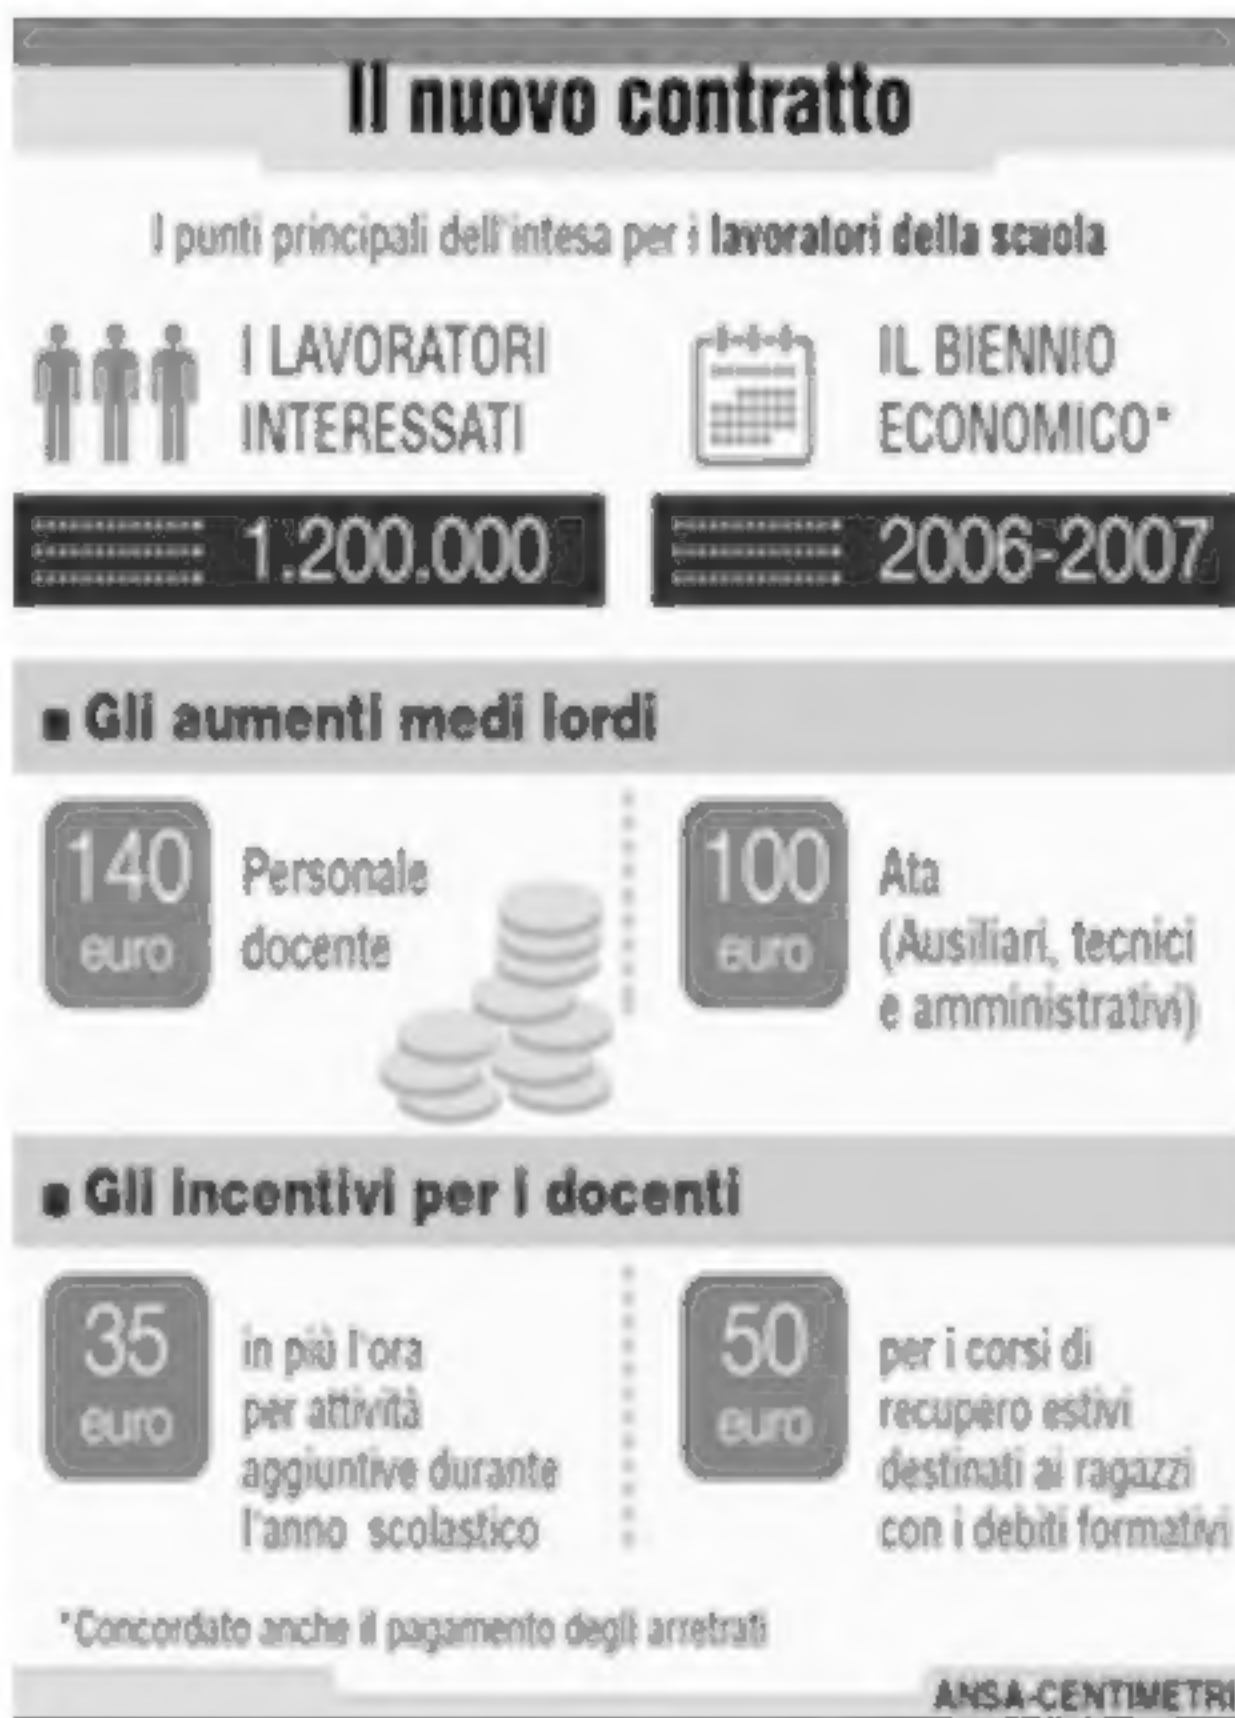 Il nuovo contratto
I punti principali dell'intesa per i lavoratori della scuola
I LAVORATORI
INTERESSATI
1.200.000
IL BIENNIO
ECONOMICO*
2006-2007
■ Gli aumenti medi lordi
140
euro
Personale
docente
100
euro
Ata
(Ausiliari, tecnici
e amministrativi)
■ Gli incentivi per i docenti
35
euro
in più l'ora
per attività
aggiuntive durante
l'anno scolastico
50
euro
per i corsi di
recupero estivi
destinati ai ragazzi
con i debiti formativi
*Concordato anche il pagamento degli arretrati
ANSA-CENTIMETRI